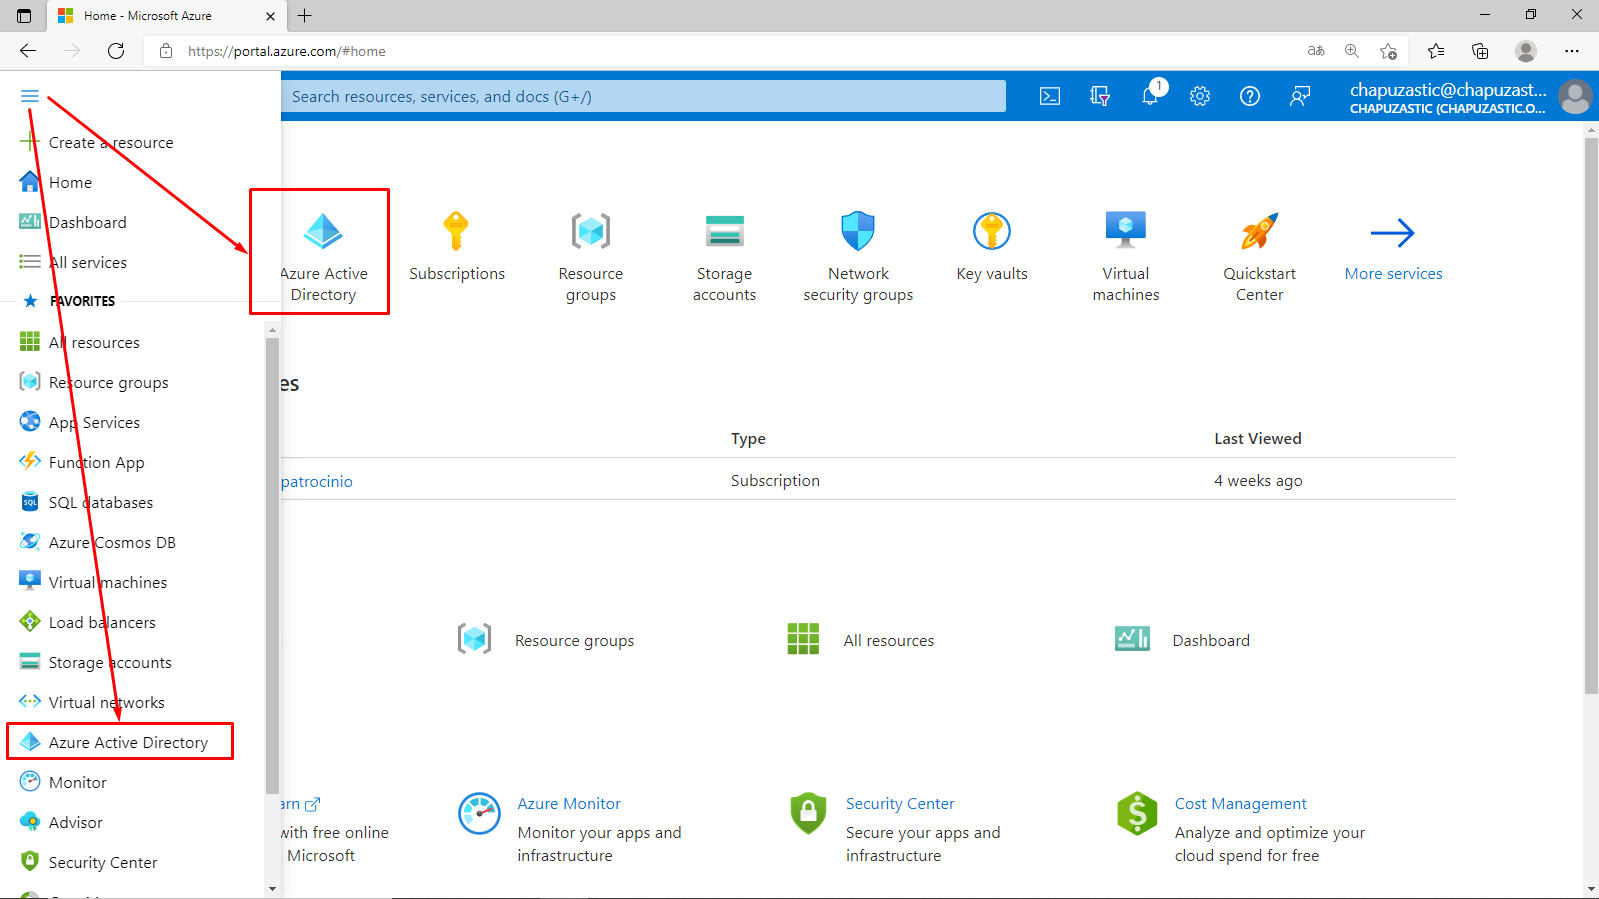 Home - Microsoft Azure
https://portal.azure.com/#home
Search resources, services, and docs (G+/)
1
chapuzastic@chapuzast...
CHAPUZASTIC (CHAPUZASTIC.O...
Create a resource
Home
Dashboard
All services
FAVORITES
All resources
Resource groups
App Services
Function App
SQL
SQL databases
Azure Cosmos DB
Virtual machines
Load balancers
Storage accounts
Virtual networks
Azure Active Directory
Monitor
Advisor
Security Center
Azure Active
Directory
Subscriptions
Resource
groups
Storage
accounts
Network
security groups
Key vaults
Virtual
machines
Quickstart
Center
More services
es
Type
Last Viewed
patrocinio
Subscription
4 weeks ago
Resource groups
All resources
Dashboard
arn
with free online
Microsoft
Azure Monitor
Monitor your apps and
infrastructure
Security Center
Secure your apps and
infrastructure
Cost Management
Analyze and optimize your
cloud spend for free